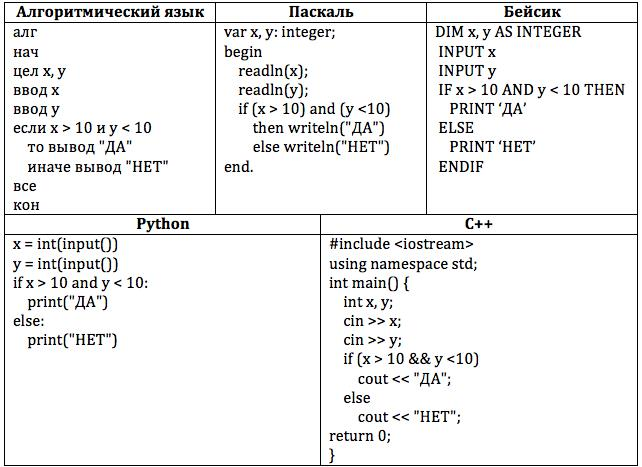 Алгоритмический язык
алг
нач
цел x, y
ввод x
ввод y
если x > 10 и y < 10
то вывод "ДА"
иначе вывод "НЕТ"
все
кон
Паскаль
var x, y: integer;
begin
readln(x);
readln(y);
if (x > 10) and (y <10)
then writeln("ДА")
else writeln("НЕТ")
end.
Бейсик
DIM x, y AS INTEGER
INPUT x
INPUT y
IF x > 10 AND y < 10 THEN
PRINT ‘ДА’
ELSE
PRINT ‘НЕТ’
ENDIF
Python
x = int(input())
y = int(input())
if x > 10 and y < 10:
print("ДА")
else:
print("НЕТ")
C++
#include <iostream>
using namespace std;
int main() {
int x, y;
cin >> x;
cin >> y;
if (x > 10 && y <10)
cout << "ДА";
else
cout << "НЕТ";
return 0;
}